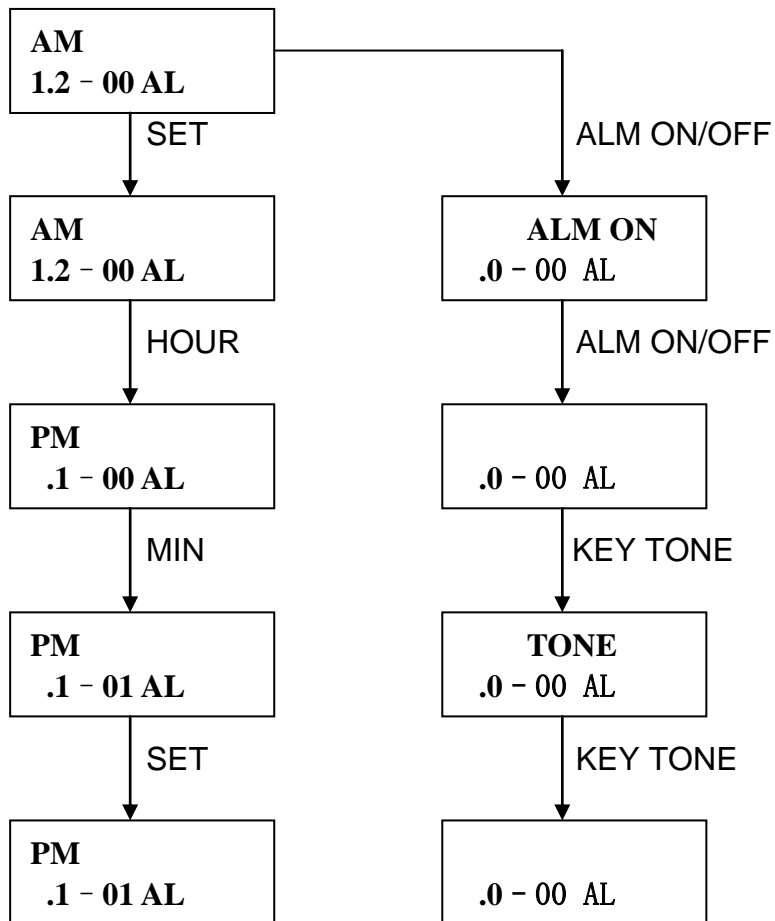 AM
1.2 - 00 AL
SET
ALM ON/OFF
AM
1.2 - 00 AL
ALM ON
.0 - 00 AL
HOUR
ALM ON/OFF
PM
.1 - 00 AL
.0 - 00 AL
MIN
KEY TONE
PM
.1 - 01 AL
TONE
.0 - 00 AL
SET
KEY TONE
PM
.1 - 01 AL
.0 - 00 AL